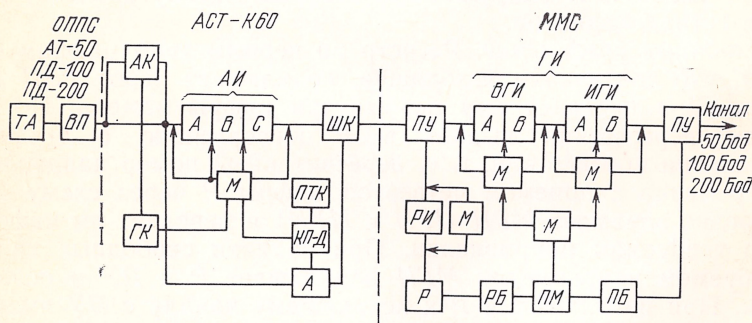 ОППС
АТ-50
ПД-100
ПД-200
АСТ-К60
ММС
АК
АИ
ГИ
ВГИ
ИГИ
ТА
ВП
А
В
С
ШК
ПУ
А
В
А
В
ПУ
Канал
50 Бод
100 Бод
200 Бод
М
ПТК
М
М
РИ
М
ГК
КП-Д
М
А
Р
РБ
ПМ
ПБ